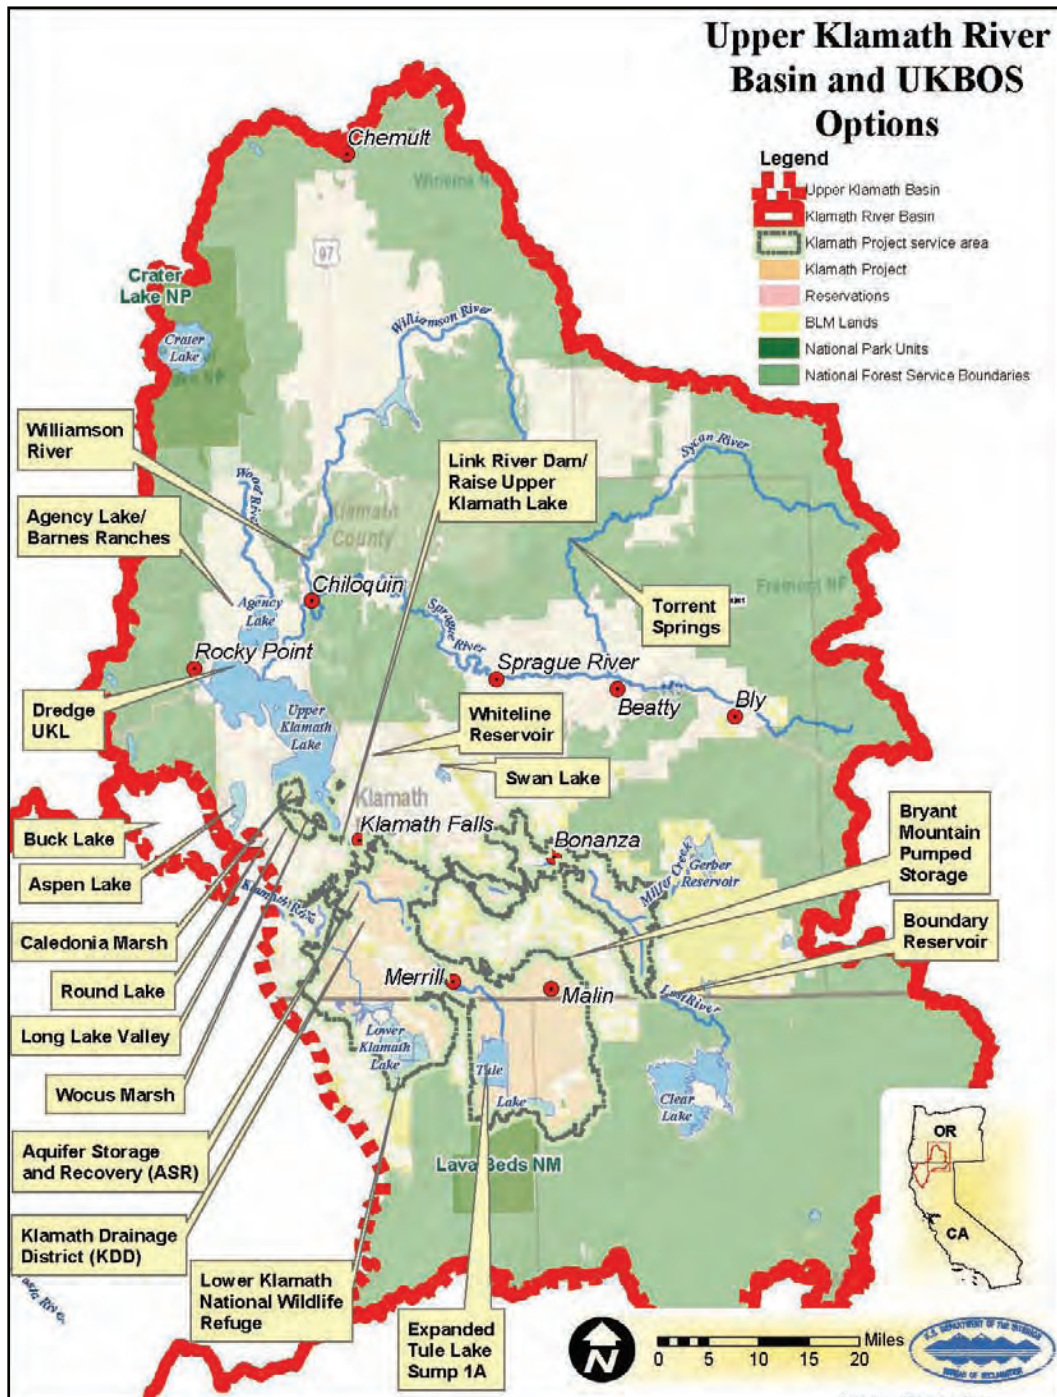 Upper Klamath River
Basin and UKBOS
Options
Legend
Upper Klamath Basin
Klamath River Basin
Klamath Project service area
Klamath Project
Reservations
BLM Lands
National Park Units
National Forest Service Boundaries
Chemult
97
Crater
Lake NP
Crater
Lake
Williamson River
Williamson
River
Link River Dam/
Raise Upper
Klamath Lake
Sycan River
Wood River
Agency Lake/
Barnes Ranches
Klamath
County
Fremont NF
Chiloquin
Agency
Lake
Sprague
River
Torrent
Springs
Rocky Point
Sprague River
Beatty
Bly
Dredge
UKL
Upper
Klamath
Lake
Whiteline
Reservoir
Swan Lake
Klamath
Klamath Falls
Bonanza
Bryant
Mountain
Pumped
Storage
Buck Lake
Aspen Lake
Miller Creek
Gerber
Reservoir
Klamath River
Caledonia Marsh
Boundary
Reservoir
Round Lake
Merrill
Malin
Lost River
Long Lake Valley
Lower
Klamath
Lake
Tule
Lake
Clear
Lake
Wocus Marsh
Aquifer Storage
and Recovery (ASR)
Lava Beds NM
OR
CA
Klamath Drainage
District (KDD)
Lower Klamath
National Wildlife
Refuge
Expanded
Tule Lake
Sump 1A
N
Miles
0 5 10 15 20
U.S. DEPARTMENT OF THE INTERIOR
BUREAU OF RECLAMATION